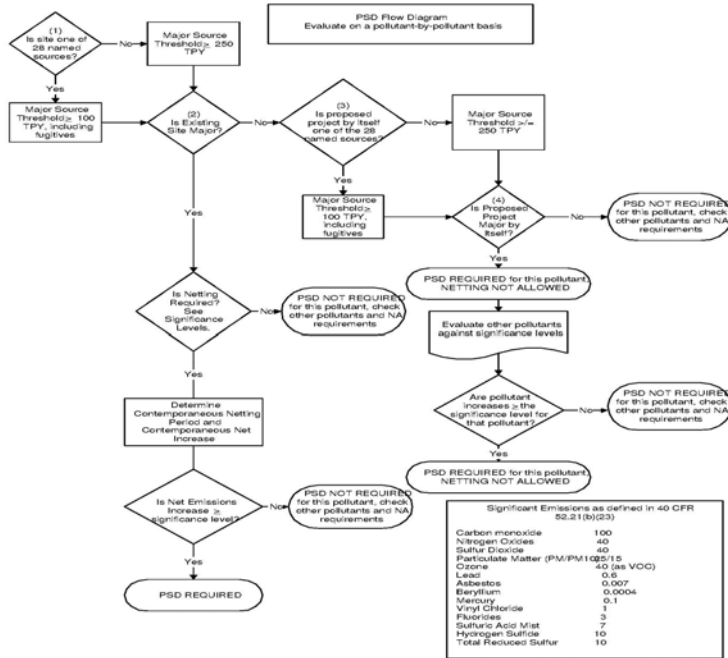 PSD Flow Diagram
Evaluate on a pollutant-by-pollutant basis
(1)
Is site one of
28 named
sources?
No
Major Source
Threshold≥ 250
TPY
Yes
Major Source
Threshold≥ 100
TPY, including
fugitives
(2)
Is Existing
Site Major?
No
(3)
Is proposed
project by itself
one of the 28
named sources?
No
Major Source
Threshold >/=
250 TPY
Yes
Major Source
Threshold≥
100 TPY,
including
fugitives
(4)
Is Proposed
Project
Major by
Itself?
No
PSD NOT REQUIRED
for this pollutant, check
other pollutants and NA
requirements
Yes
PSD REQUIRED for this pollutant,
NETTING NOT ALLOWED
Evaluate other pollutants
against significance levels
Are pollutant
increases ≥ the
significance level for
that pollutant?
No
PSD NOT REQUIRED
for this pollutant, check
other pollutants and NA
requirements
Yes
PSD REQUIRED for this pollutant,
NETTING NOT ALLOWED
Yes
Is Netting
Required?
See
Significance
Levels.
No
PSD NOT REQUIRED
for this pollutant, check
other pollutants and NA
requirements
Yes
Determine
Contemporaneous Netting
Period and
Contemporaneous Net
Increase
Is Net Emissions
Increase ≥
significance level?
No
PSD NOT REQUIRED
for this pollutant, check
other pollutants and NA
requirements
Yes
PSD REQUIRED
Significant Emissions as defined in 40 CFR
52.21(b)(23)
Carbon monoxide 100
Nitrogen Oxides 40
Sulfur Dioxide 40
Particulate Matter (PM/PM10) 25/15
Ozone 40 (as VOC)
Lead 0.6
Asbestos 0.007
Beryllium 0.0004
Mercury 0.1
Vinyl Chloride 1
Fluorides 3
Sulfuric Acid Mist 7
Hydrogen Sulfide 10
Total Reduced Sulfur 10